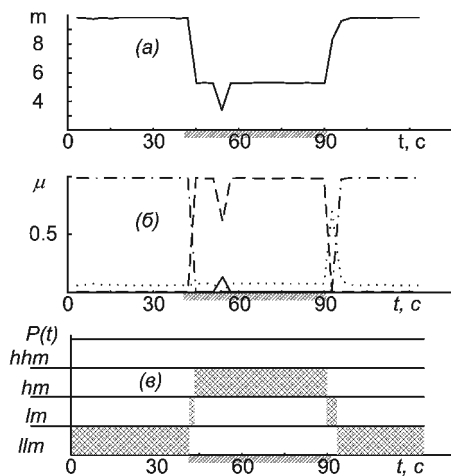 m
8
(а)
6
4
0 30 60 90 t, c
μ
0.5
(б)
0 30 60 90 t, c
P(t)
hhm
hm (в)
lm
llm
0 30 60 90 t, c